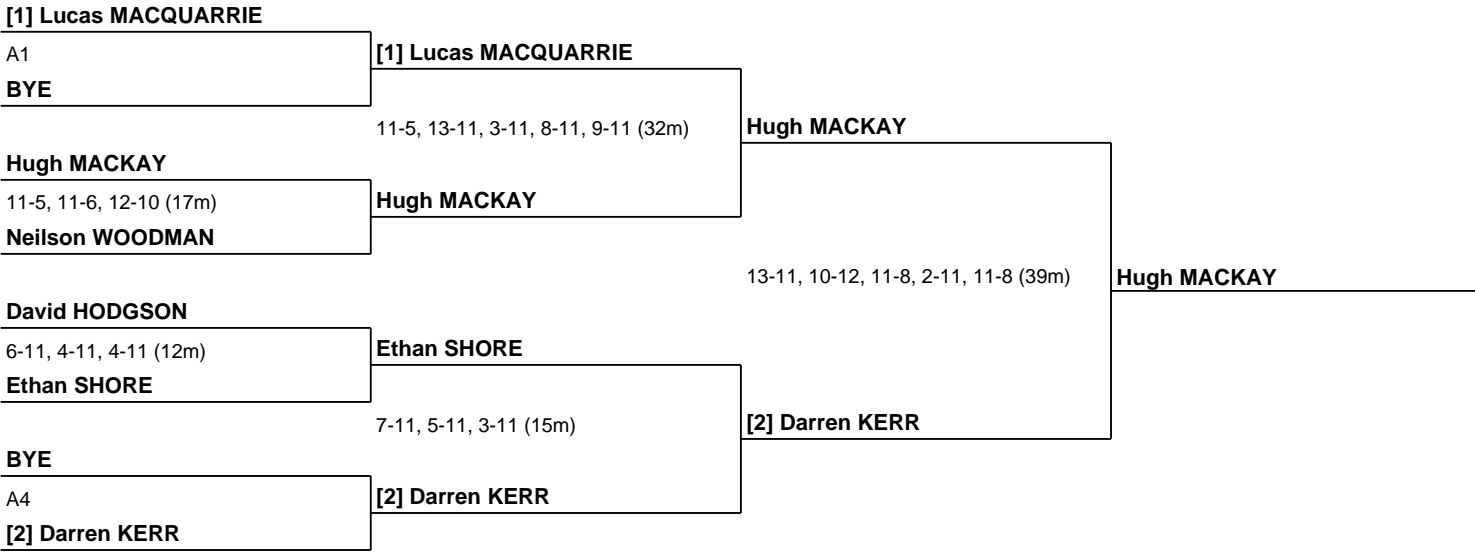 [1] Lucas MACQUARRIE
A1
BYE
[1] Lucas MACQUARRIE
11-5, 13-11, 3-11, 8-11, 9-11 (32m)
Hugh MACKAY
Hugh MACKAY
11-5, 11-6, 12-10 (17m)
Neilson WOODMAN
Hugh MACKAY
13-11, 10-12, 11-8, 2-11, 11-8 (39m)
Hugh MACKAY
David HODGSON
6-11, 4-11, 4-11 (12m)
Ethan SHORE
Ethan SHORE
7-11, 5-11, 3-11 (15m)
[2] Darren KERR
BYE
A4
[2] Darren KERR
[2] Darren KERR